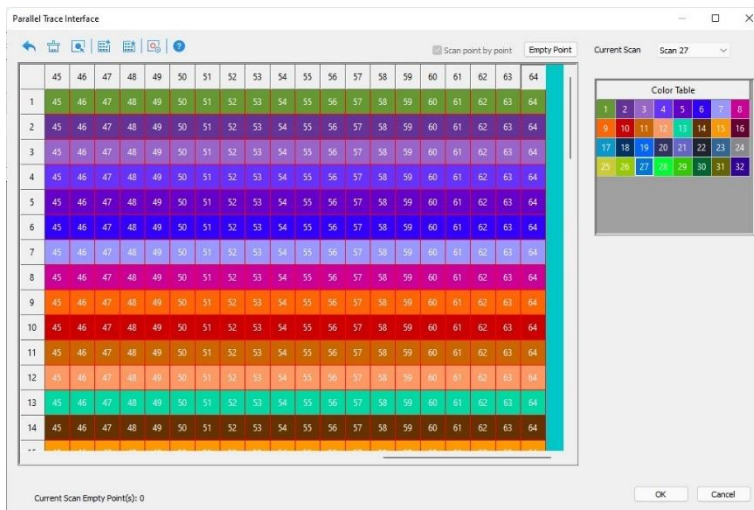 Parallel Trace Interface
Scan point by point Empty Point Current Scan Scan 27
45 46 47 48 49 50 51 52 53 54 55 56 57 58 59 60 61 62 63 64
1 45 46 47 48 49 50 51 52 53 54 55 56 57 58 59 60 61 62 63 64
2 45 46 47 48 49 50 51 52 53 54 55 56 57 58 59 60 61 62 63 64
3 45 46 47 48 49 50 51 52 53 54 55 56 57 58 59 60 61 62 63 64
4 45 46 47 48 49 50 51 52 53 54 55 56 57 58 59 60 61 62 63 64
5 45 46 47 48 49 50 51 52 53 54 55 56 57 58 59 60 61 62 63 64
6 45 46 47 48 49 50 51 52 53 54 55 56 57 58 59 60 61 62 63 64
7 45 46 47 48 49 50 51 52 53 54 55 56 57 58 59 60 61 62 63 64
8 45 46 47 48 49 50 51 52 53 54 55 56 57 58 59 60 61 62 63 64
9 45 46 47 48 49 50 51 52 53 54 55 56 57 58 59 60 61 62 63 64
10 45 46 47 48 49 50 51 52 53 54 55 56 57 58 59 60 61 62 63 64
11 45 46 47 48 49 50 51 52 53 54 55 56 57 58 59 60 61 62 63 64
12 45 46 47 48 49 50 51 52 53 54 55 56 57 58 59 60 61 62 63 64
13 45 46 47 48 49 50 51 52 53 54 55 56 57 58 59 60 61 62 63 64
14 45 46 47 48 49 50 51 52 53 54 55 56 57 58 59 60 61 62 63 64
Color Table
1 2 3 4 5 6 7 8
9 10 11 12 13 14 15 16
17 18 19 20 21 22 23 24
25 26 27 28 29 30 31 32
Current Scan Empty Point(s): 0
OK Cancel